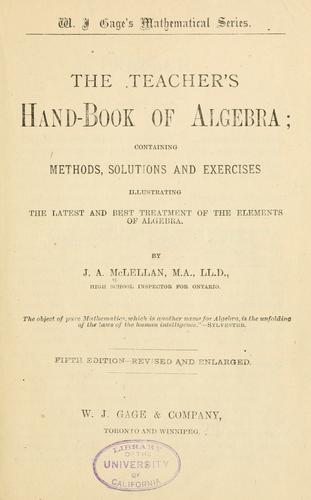 W. J Gage's Mathematical Series.
THE TEACHER'S
HAND-BOOK OF ALGEBRA;
CONTAINING
METHODS, SOLUTIONS AND EXERCISES
ILLUSTRATING
THE LATEST AND BEST TREATMENT OF THE ELEMENTS
OF ALGEBRA.
BY
J. A. McLELLAN, M.A., LL.D.,
HIGH SCHOOL INSPECTOR FOR ONTARIO.
The object of pure Mathematics, which is another name for Algebra, is the unfolding
of the laws of the human intelligence."—SYLVESTER.
FIFTH EDITION—REVISED AND ENLARGED.
W. J. GAGE & COMPANY,
TORONTO AND WINNIPEG.
LIBRARY
OF THE
UNIVERSITY
OF
CALIFORNIA